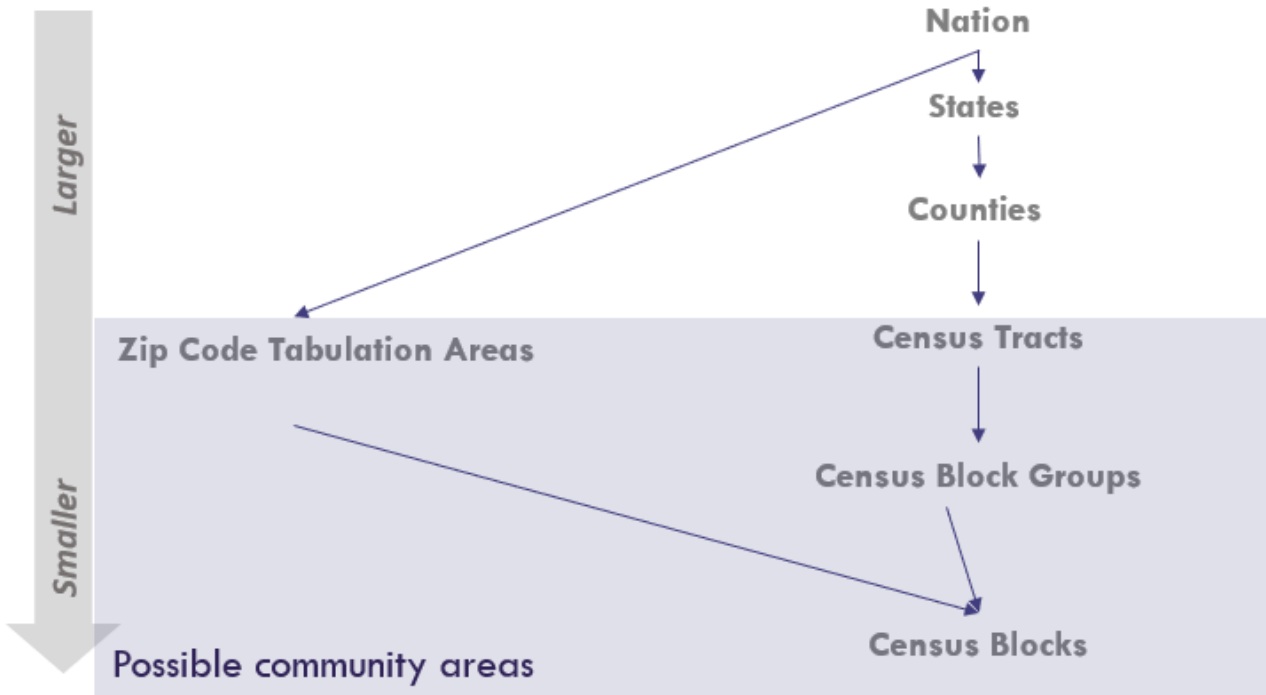 Nation
States
Larger
Counties
Zip Code Tabulation Areas
Census Tracts
Census Block Groups
Smaller
Census Blocks
Possible community areas